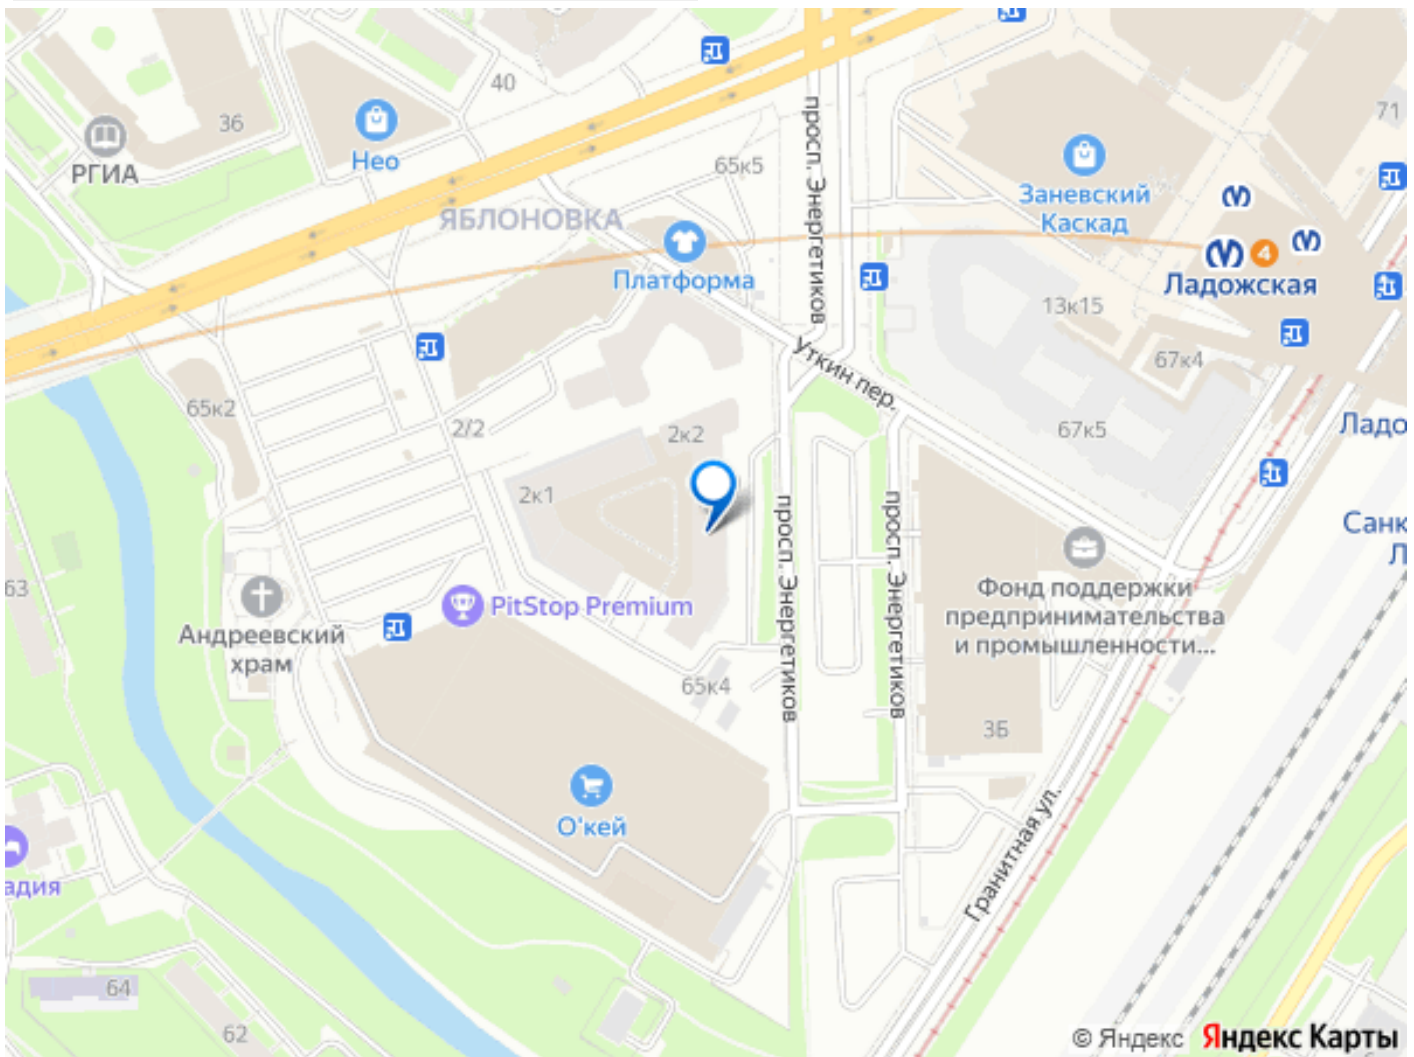 40
36
71
РГИА
Нео
65к5
просп. Энергетиков
Заневский
Каскад
ЯБЛОНОВКА
Платформа
4
Ладожская
13к15
67к4
Уткин пер.
65к2
2/2
2к2
67к5
Ладо
2к1
просп. Энергетиков
просп. Энергетиков
Санк
Л
63
PitStop Premium
Фонд поддержки
предпринимательства
и промышленности...
Андреевский
храм
65к4
3Б
О'кей
Гранитная ул.
адия
64
62
© Яндекс Яндекс Карты